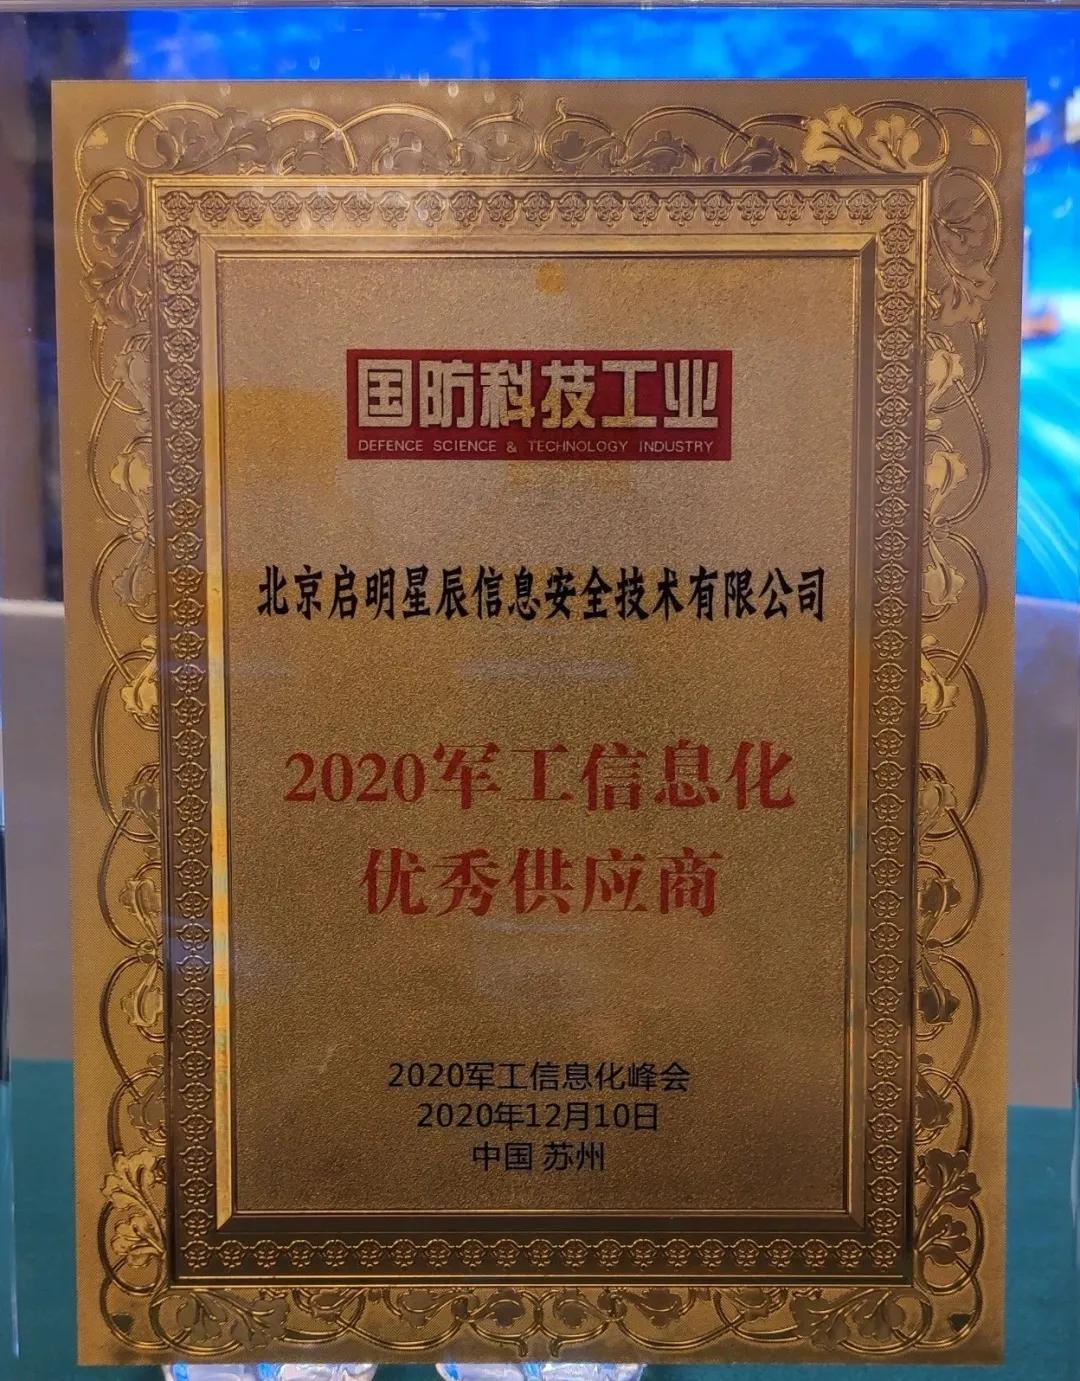 国防科技工业
DEFENCE SCIENCE & TECHNOLOGY INDUSTRY
北京启明星辰信息安全技术有限公司
2020军工信息化
优秀供应商
2020军工信息化峰会
2020年12月10日
中国 苏州